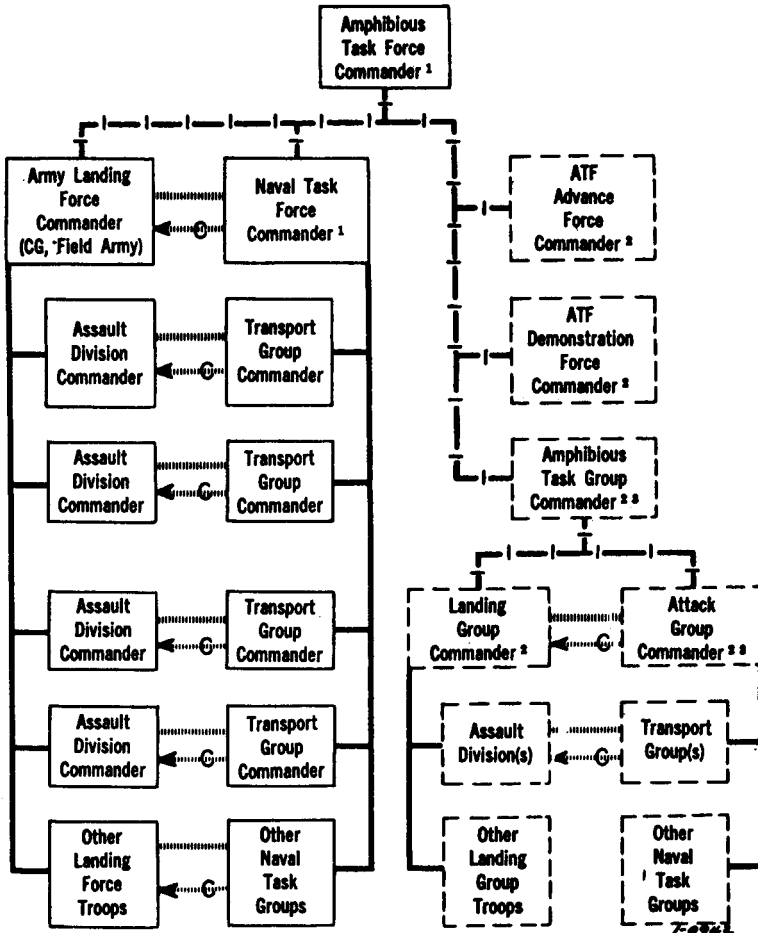 Amphibious
Task Force
Commander ¹
Army Landing
Force
Commander
(CG, Field Army)
Naval Task
Force
Commander ¹
C
ATF
Advance
Force
Commander ²
Assault
Division
Commander
Transport
Group
Commander
C
ATF
Demonstration
Force
Commander ²
Assault
Division
Commander
Transport
Group
Commander
C
Amphibious
Task Group
Commander ² ³
Assault
Division
Commander
Transport
Group
Commander
C
Landing
Group
Commander ²
Attack
Group
Commander ² ³
C
Assault
Division
Commander
Transport
Group
Commander
C
Assault
Division(s)
Transport
Group(s)
C
Other
Landing
Force
Troops
Other
Naval
Task
Groups
C
Other
Landing
Group
Troops
Other
Naval
Task
Groups